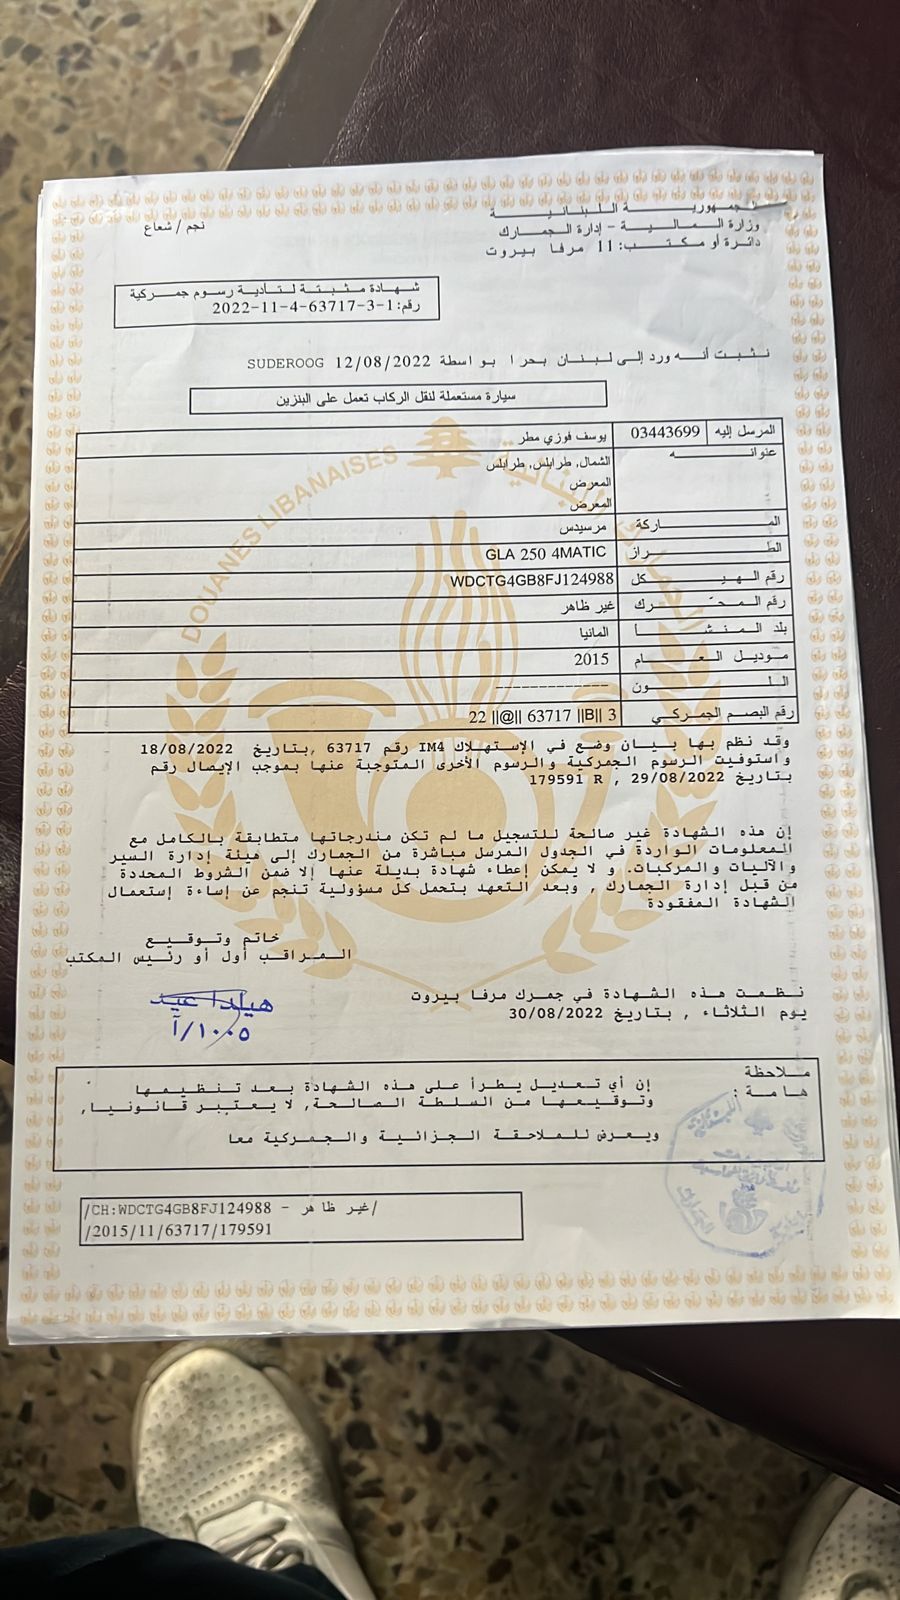 الجمهورية اللبنانية
وزارة المالية - إدارة الجمارك
دائرة أو مكتب: 11 مرفا بيروت
نجم / شعاع
شهادة مثبتة لتأدية رسوم جمركية
رقم: 2022-11-4-63717-3-1
نثبت أنه ورد إلى لبنان بحرا بواسطة SUDEROOG 12/08/2022
سيارة مستعملة لنقل الركاب تعمل على البنزين
المرسل إليه 03443699 يوسف فوزي مطر
عنوانه الشمال, طرابلس, طرابلس
المعرض
المعرض
الماركة مرسيدس
الطراز GLA 250 4MATIC
رقم الهيكل WDCTG4GB8FJ124988
رقم المحرك غير ظاهر
بلد المنشأ المانيا
موديل العام 2015
اللون --------------
رقم البصم الجمركي 22 ||@|| 63717 ||B|| 3
DOUANES LIBANAISES
الجمارك اللبنانية
وقد نظم بها بيان وضع في الإستهلاك IM4 رقم 63717 ,بتاريخ 18/08/2022
واستوفيت الرسوم الجمركية والرسوم الأخرى المتوجبة عنها بموجب الإيصال رقم
179591 R , بتاريخ 29/08/2022
إن هذه الشهادة غير صالحة للتسجيل ما لم تكن مندرجاتها متطابقة بالكامل مع
المعلومات الواردة في الجدول المرسل مباشرة من الجمارك إلى هيئة إدارة السير
والآليات والمركبات. و لا يمكن إعطاء شهادة بديلة عنها إلا ضمن الشروط المحددة
من قبل إدارة الجمارك , وبعد التعهد بتحمل كل مسؤولية تنجم عن إساءة إستعمال
الشهادة المفقودة
خاتم وتوقيع
المراقب أول أو رئيس المكتب
هيلدا عيد
١٠٠٥/آ
نظمت هذه الشهادة في جمرك مرفا بيروت
يوم الثلاثاء , بتاريخ 30/08/2022
ملاحظة
هامة :
إن أي تعديل يطرأ على هذه الشهادة بعد تنظيمها
وتوقيعها من السلطة الصالحة, لا يعتبر قانونيا,
ويعرض للملاحقة الجزائية والجمركية معا
/CH:WDCTG4GB8FJ124988 - غير ظاهر/
/2015/11/63717/179591